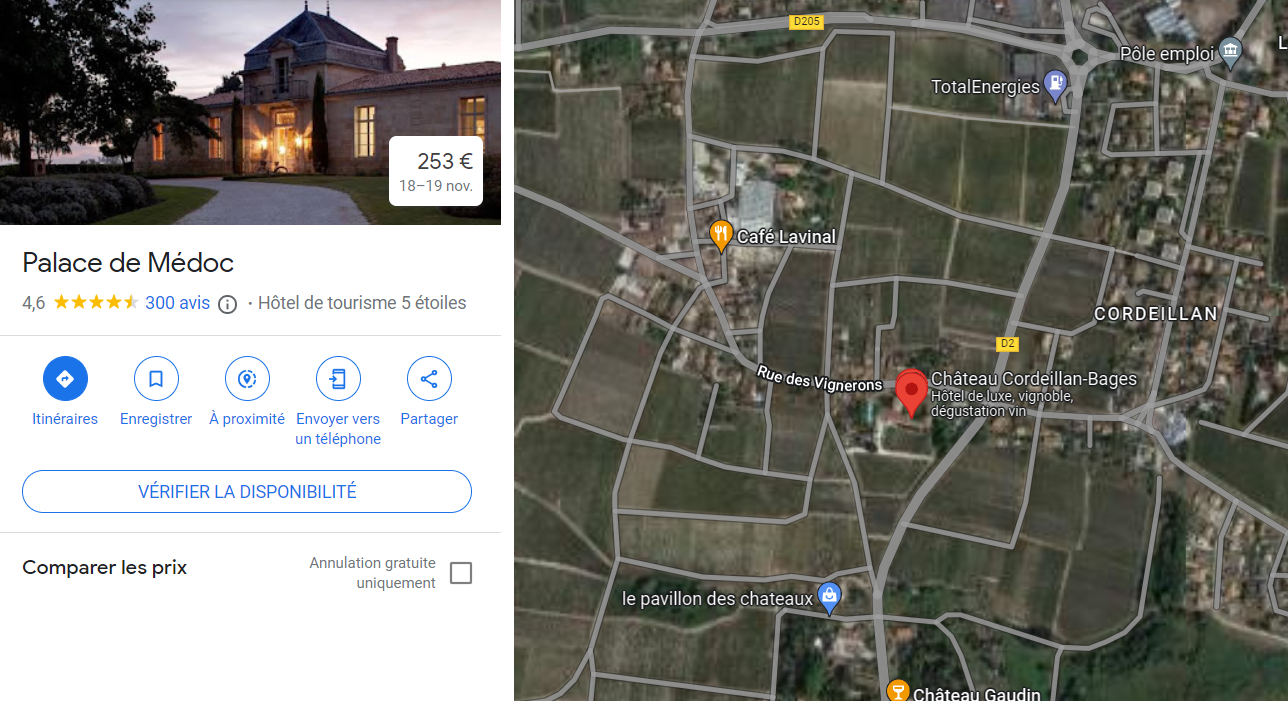 253 €
18–19 nov.
Palace de Médoc
4,6 300 avis · Hôtel de tourisme 5 étoiles
Itinéraires
Enregistrer
À proximité
Envoyer vers
un téléphone
Partager
VÉRIFIER LA DISPONIBILITÉ
Comparer les prix
Annulation gratuite
uniquement
D205
Pôle emploi
L
TotalEnergies
Café Lavinal
CORDEILLAN
D2
Rue des Vignerons
Château Cordeillan-Bages
Hôtel de luxe, vignoble,
dégustation vin
le pavillon des chateaux
Château Gaudin